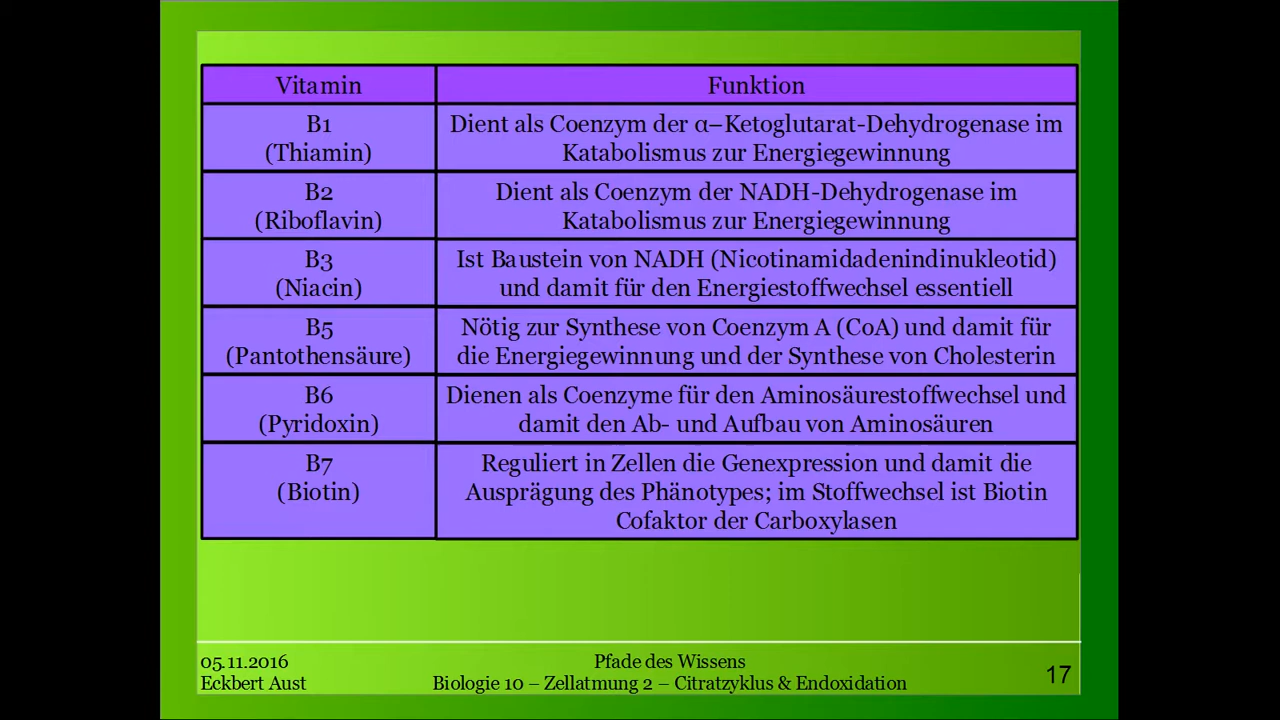 Vitamin
Funktion
B1
(Thiamin)
Dient als Coenzym der α–Ketoglutarat-Dehydrogenase im
Katabolismus zur Energiegewinnung
B2
(Riboflavin)
Dient als Coenzym der NADH-Dehydrogenase im
Katabolismus zur Energiegewinnung
B3
(Niacin)
Ist Baustein von NADH (Nicotinamidadenindinukleotid)
und damit für den Energiestoffwechsel essentiell
B5
(Pantothensäure)
Nötig zur Synthese von Coenzym A (CoA) und damit für
die Energiegewinnung und der Synthese von Cholesterin
B6
(Pyridoxin)
Dienen als Coenzyme für den Aminosäurestoffwechsel und
damit den Ab- und Aufbau von Aminosäuren
B7
(Biotin)
Reguliert in Zellen die Genexpression und damit die
Ausprägung des Phänotypes; im Stoffwechsel ist Biotin
Cofaktor der Carboxylasen
05.11.2016
Eckbert Aust
Pfade des Wissens
Biologie 10 – Zellatmung 2 – Citratzyklus & Endoxidation
17